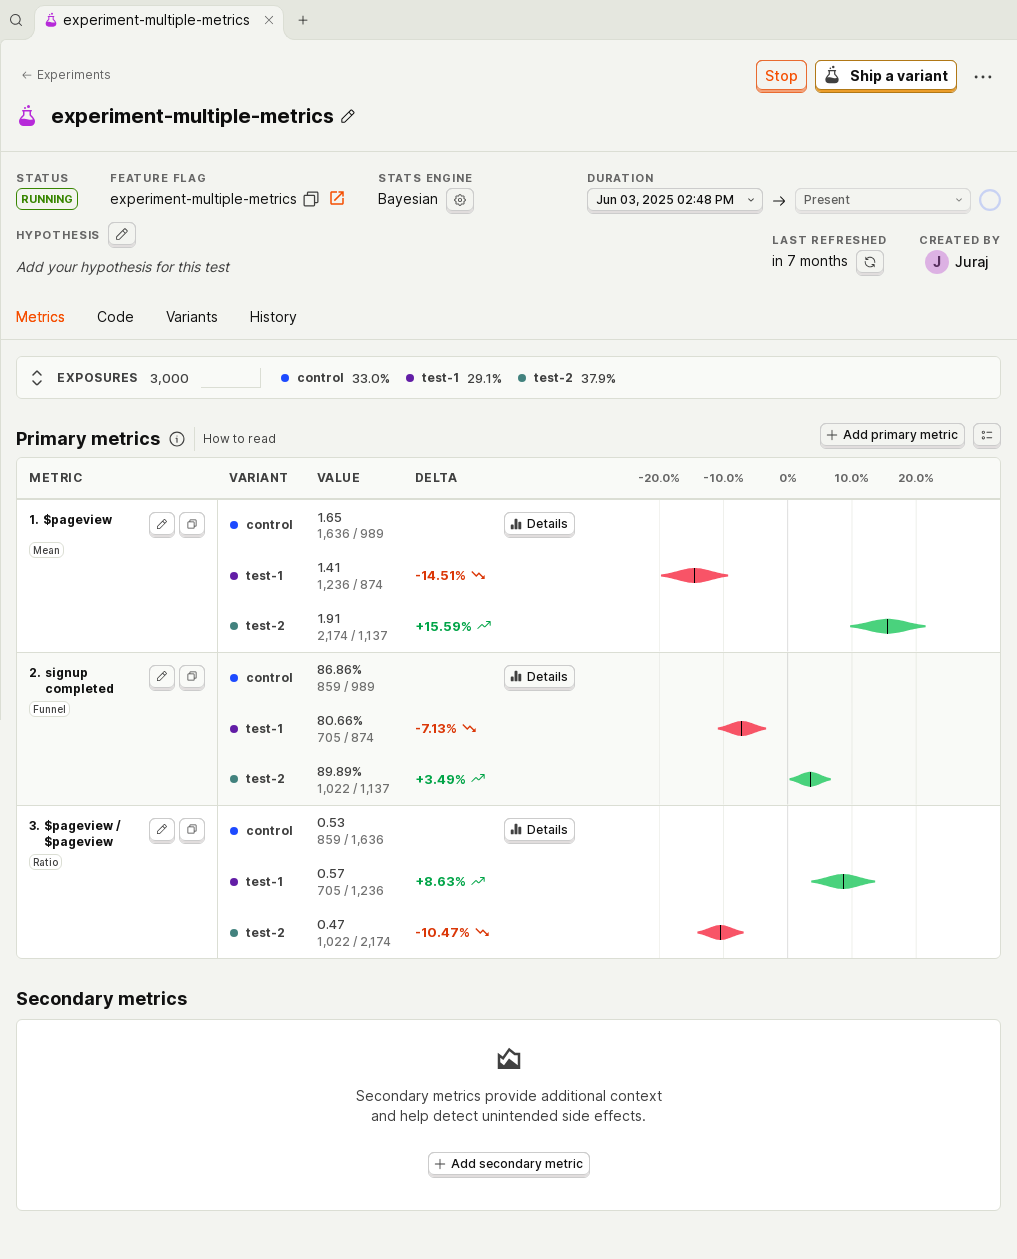 experiment-multiple-metrics
Experiments
Stop
Ship a variant
experiment-multiple-metrics
STATUS
FEATURE FLAG
STATS ENGINE
DURATION
RUNNING
experiment-multiple-metrics
Bayesian
Jun 03, 2025 02:48 PM
Present
HYPOTHESIS
LAST REFRESHED
CREATED BY
Add your hypothesis for this test
in 7 months
J Juraj
Metrics Code Variants History
EXPOSURES 3,000 control 33.0% test-1 29.1% test-2 37.9%
Primary metrics How to read
Add primary metric
METRIC VARIANT VALUE DELTA -20.0% -10.0% 0% 10.0% 20.0%
1. $pageview
Mean
control 1.65
1,636 / 989
Details
test-1 1.41
1,236 / 874
-14.51%
test-2 1.91
2,174 / 1,137
+15.59%
2. signup
completed
Funnel
control 86.86%
859 / 989
Details
test-1 80.66%
705 / 874
-7.13%
test-2 89.89%
1,022 / 1,137
+3.49%
3. $pageview /
$pageview
Ratio
control 0.53
859 / 1,636
Details
test-1 0.57
705 / 1,236
+8.63%
test-2 0.47
1,022 / 2,174
-10.47%
Secondary metrics
Secondary metrics provide additional context
and help detect unintended side effects.
Add secondary metric